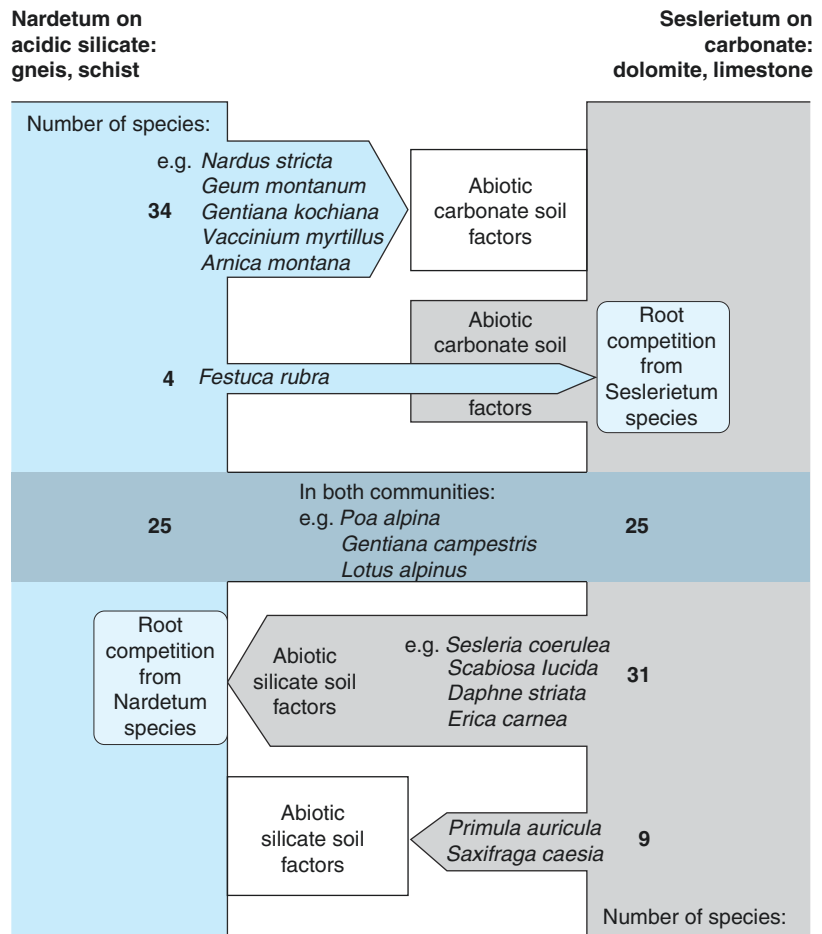 Nardetum on
acidic silicate:
gneis, schist
Seslerietum on
carbonate:
dolomite, limestone
Number of species:
e.g. Nardus stricta
Geum montanum
34 Gentiana kochiana
Vaccinium myrtillus
Arnica montana
Abiotic
carbonate soil
factors
4 Festuca rubra
Abiotic
carbonate soil
factors
Root
competition
from
Seslerietum
species
25
In both communities:
e.g. Poa alpina
Gentiana campestris
Lotus alpinus
25
Root
competition
from
Nardetum
species
Abiotic
silicate soil
factors
e.g. Sesleria coerulea
Scabiosa lucida
Daphne striata
Erica carnea
31
Abiotic
silicate soil
factors
Primula auricula
Saxifraga caesia
9
Number of species: